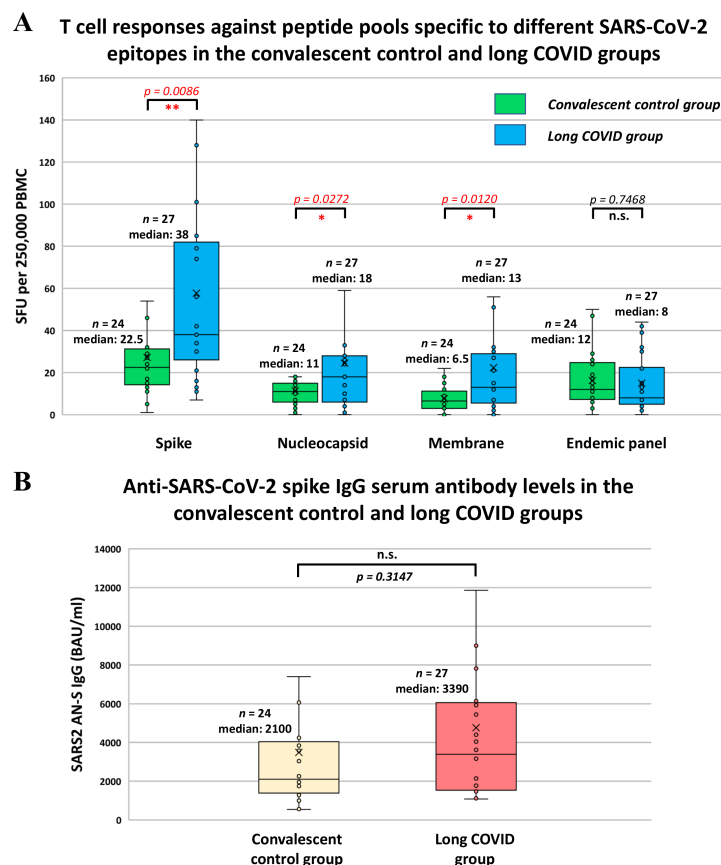 A
T cell responses against peptide pools specific to different SARS-CoV-2
epitopes in the convalescent control and long COVID groups
SFU per 250,000 PBMC
160
140
120
100
80
60
40
20
0
p = 0.0086
**
Convalescent control group
Long COVID group
p = 0.0272
*
p = 0.0120
*
p = 0.7468
n.s.
n = 27
median: 38
n = 24
median: 22.5
n = 27
median: 18
n = 24
median: 11
n = 27
median: 13
n = 24
median: 6.5
n = 24
median: 12
n = 27
median: 8
Spike
Nucleocapsid
Membrane
Endemic panel
B
Anti-SARS-CoV-2 spike IgG serum antibody levels in the
convalescent control and long COVID groups
SARS2 AN-S IgG (BAU/ml)
14000
12000
10000
8000
6000
4000
2000
0
n.s.
p = 0.3147
n = 24
median: 2100
n = 27
median: 3390
Convalescent
control group
Long COVID
group